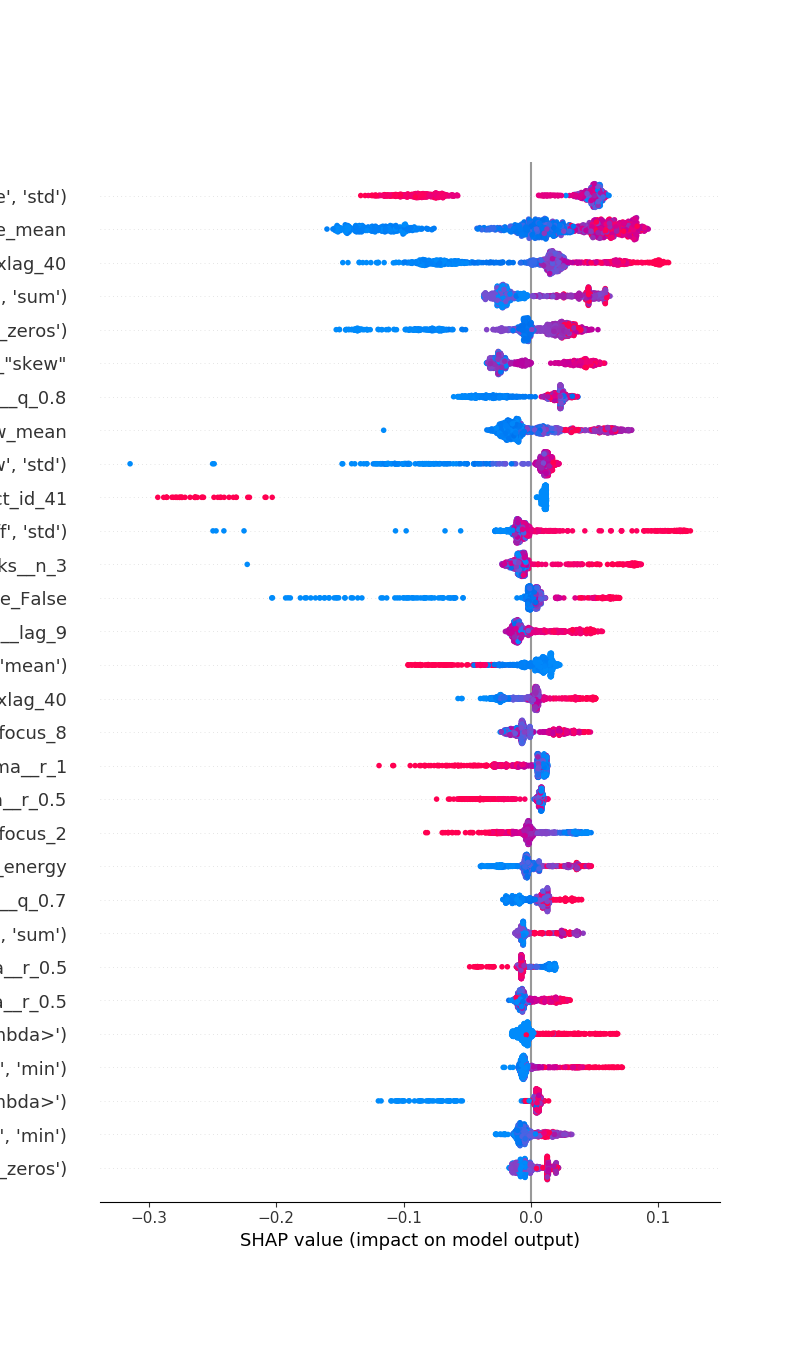 e', 'std')
e_mean
xlag_40
, 'sum')
_zeros')
_"skew"
__q_0.8
w_mean
v', 'std')
ct_id_41
f', 'std')
ks__n_3
e_False
__lag_9
'mean')
xlag_40
focus_8
ma__r_1
a__r_0.5
focus_2
_energy
__q_0.7
, 'sum')
a__r_0.5
a__r_0.5
mbda>')
', 'min')
mbda>')
', 'min')
_zeros')
−0.3 −0.2 −0.1 0.0 0.1
SHAP value (impact on model output)